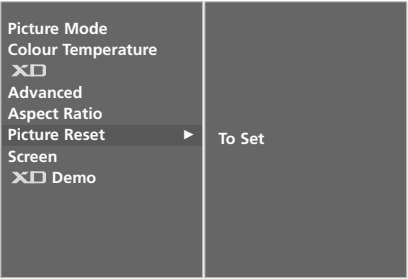 Picture Mode
Colour Temperature
XD
Advanced
Aspect Ratio
Picture Reset ►
To Set
Screen
XD Demo